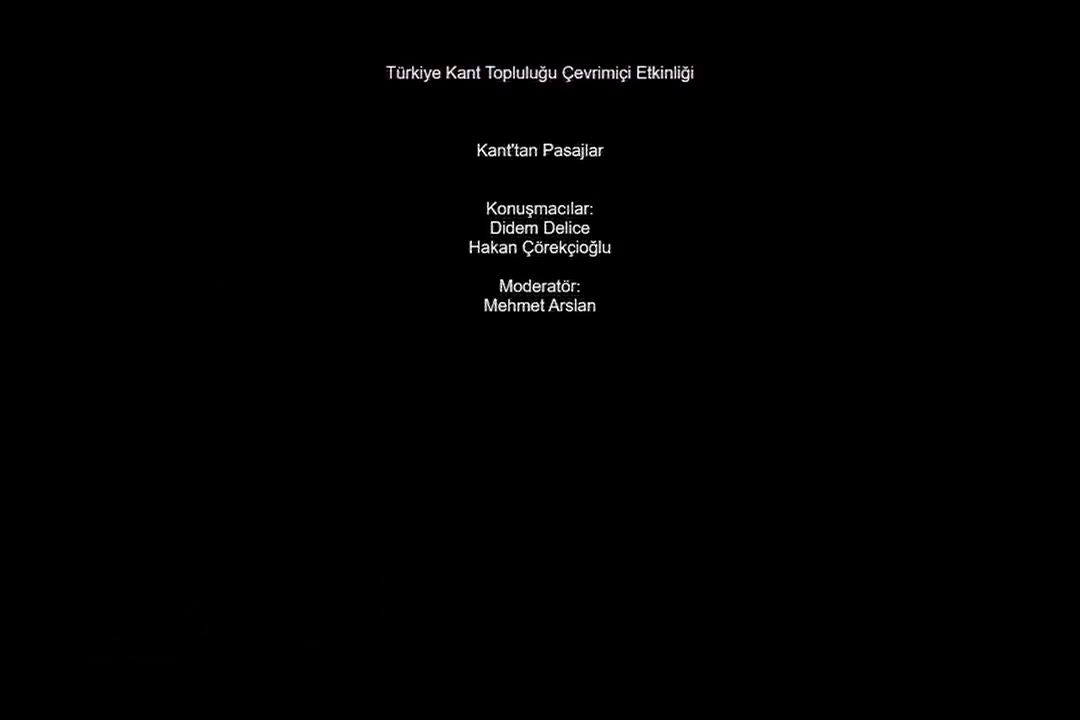 Türkiye Kant Topluluğu Çevrimiçi Etkinliği
Kant'tan Pasajlar
Konuşmacılar:
Didem Delice
Hakan Çörekçioğlu
Moderatör:
Mehmet Arslan